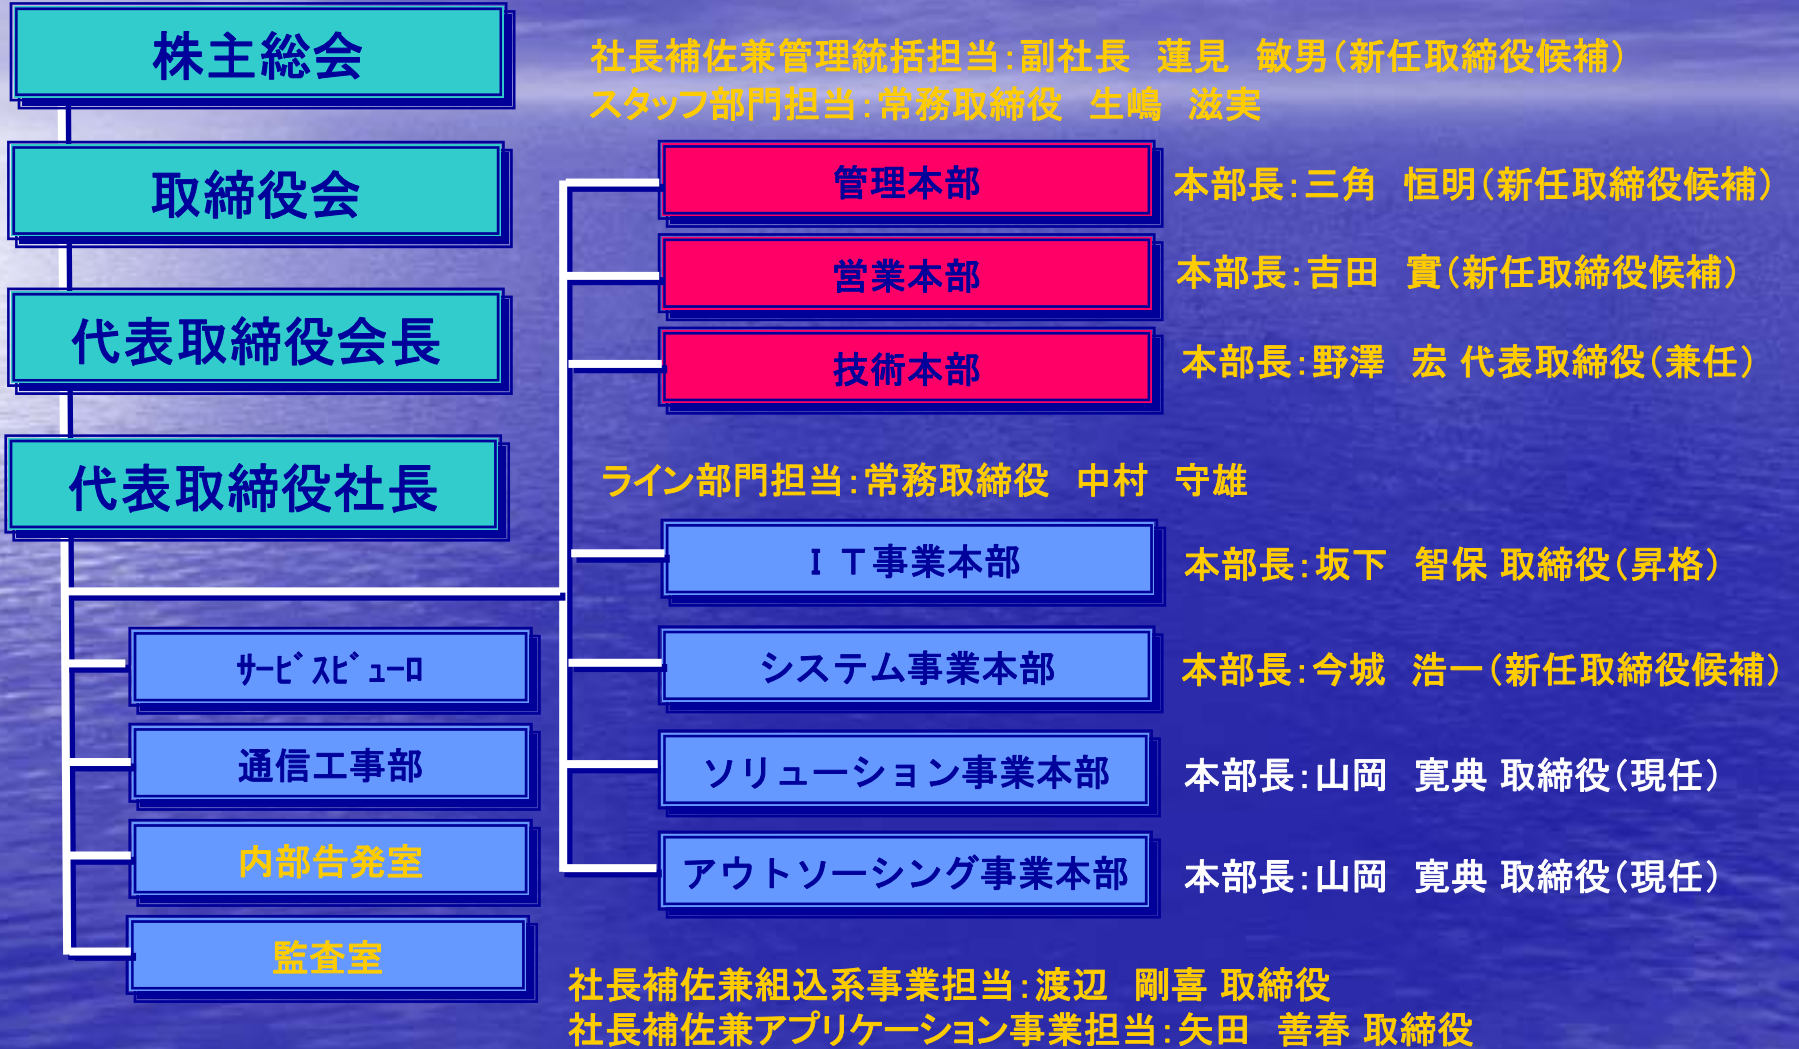 株主総会
取締役会
代表取締役会長
代表取締役社長
ｻｰﾋﾞｽﾋﾞｭｰﾛ
通信工事部
内部告発室
監査室
社長補佐兼管理統括担当：副社長　蓮見　敏男（新任取締役候補）
スタッフ部門担当：常務取締役　生嶋　滋実
管理本部
本部長：三角　恒明（新任取締役候補）
営業本部
本部長：吉田　實（新任取締役候補）
技術本部
本部長：野澤　宏 代表取締役（兼任）
ライン部門担当：常務取締役　中村　守雄
ＩＴ事業本部
本部長：坂下　智保 取締役（昇格）
システム事業本部
本部長：今城　浩一（新任取締役候補）
ソリューション事業本部
本部長：山岡　寛典 取締役（現任）
アウトソーシング事業本部
本部長：山岡　寛典 取締役（現任）
社長補佐兼組込系事業担当：渡辺　剛喜 取締役
社長補佐兼アプリケーション事業担当：矢田　善春 取締役